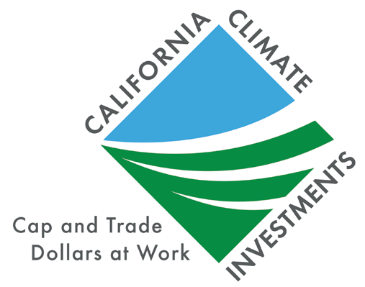 CALIFORNIA
CLIMATE
INVESTMENTS
Cap and Trade
Dollars at Work